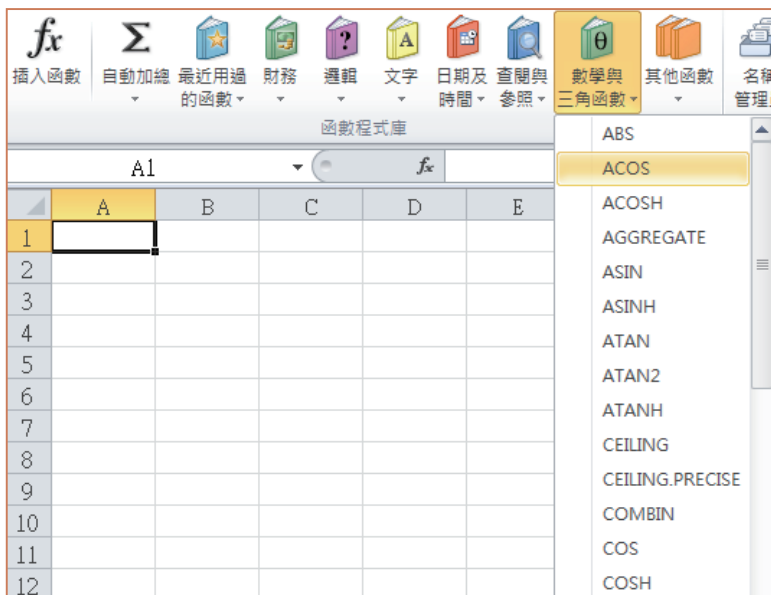 fx Σ ? A θ
插入函數 自動加總 最近用過 財務 邏輯 文字 日期及 查閱與 數學與 其他函數
的函數 時間 參照 三角函數 管理
函數程式庫
A1 fx
A B C D E
1
2
3
4
5
6
7
8
9
10
11
12
ABS
ACOS
ACOSH
AGGREGATE
ASIN
ASINH
ATAN
ATAN2
ATANH
CEILING
CEILING.PRECISE
COMBIN
COS
COSH